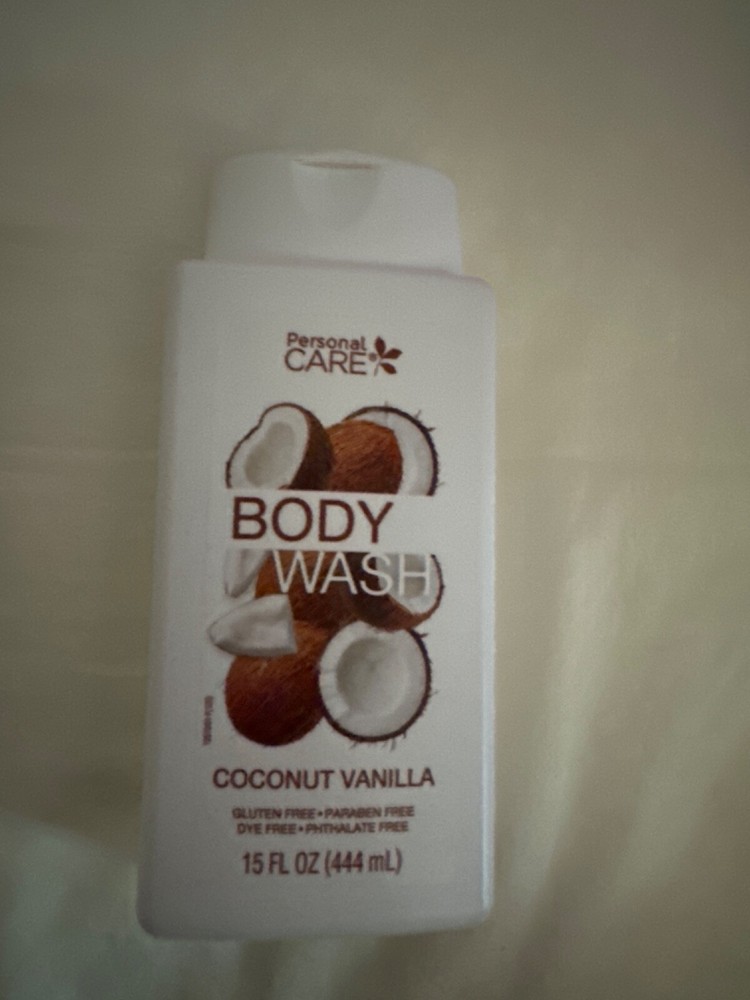 Personal
CARE®
BODY
WASH
COCONUT VANILLA
GLUTEN FREE • PARABEN FREE
DYE FREE • PHTHALATE FREE
15 FL OZ (444 mL)